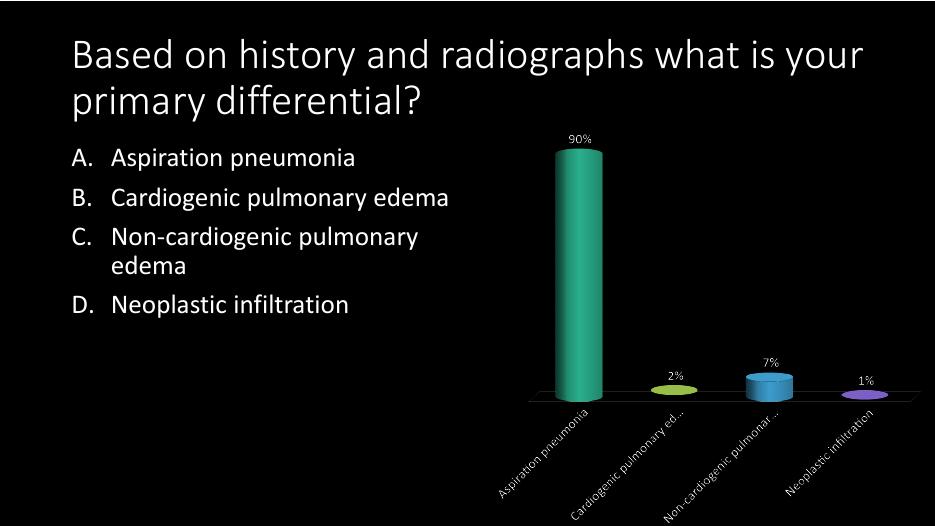 Based on history and radiographs what is your
primary differential?
A. Aspiration pneumonia
B. Cardiogenic pulmonary edema
C. Non-cardiogenic pulmonary
edema
D. Neoplastic infiltration
90%
2%
7%
1%
Aspiration pneumonia
Cardiogenic pulmonary ed...
Non-cardiogenic pulmonar...
Neoplastic infiltration